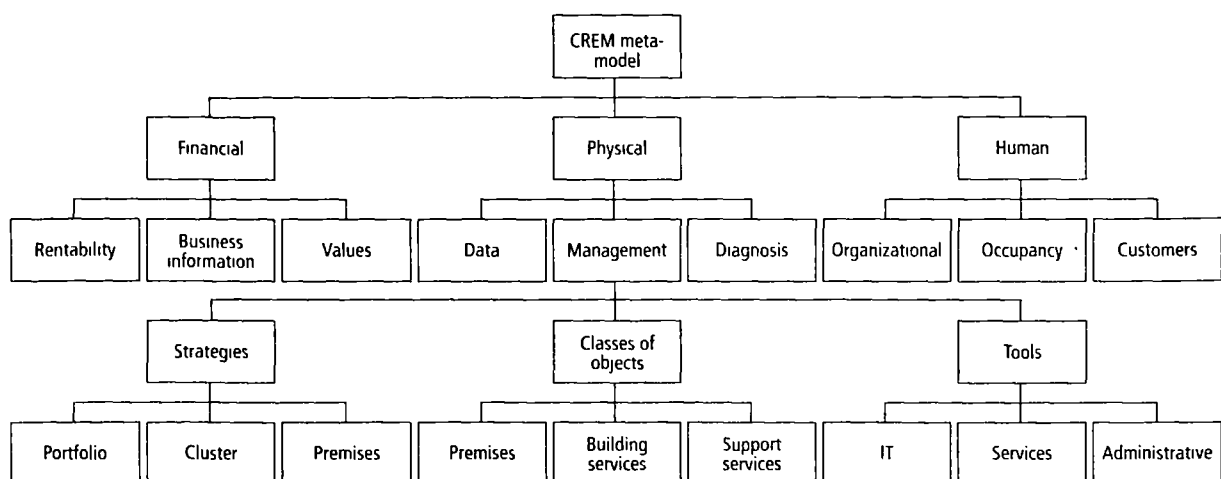 CREM meta-
model
Financial
Physical
Human
Rentability
Business
information
Values
Data
Management
Diagnosis
Organizational
Occupancy
Customers
Strategies
Classes of
objects
Tools
Portfolio
Cluster
Premises
Premises
Building
services
Support
services
IT
Services
Administrative